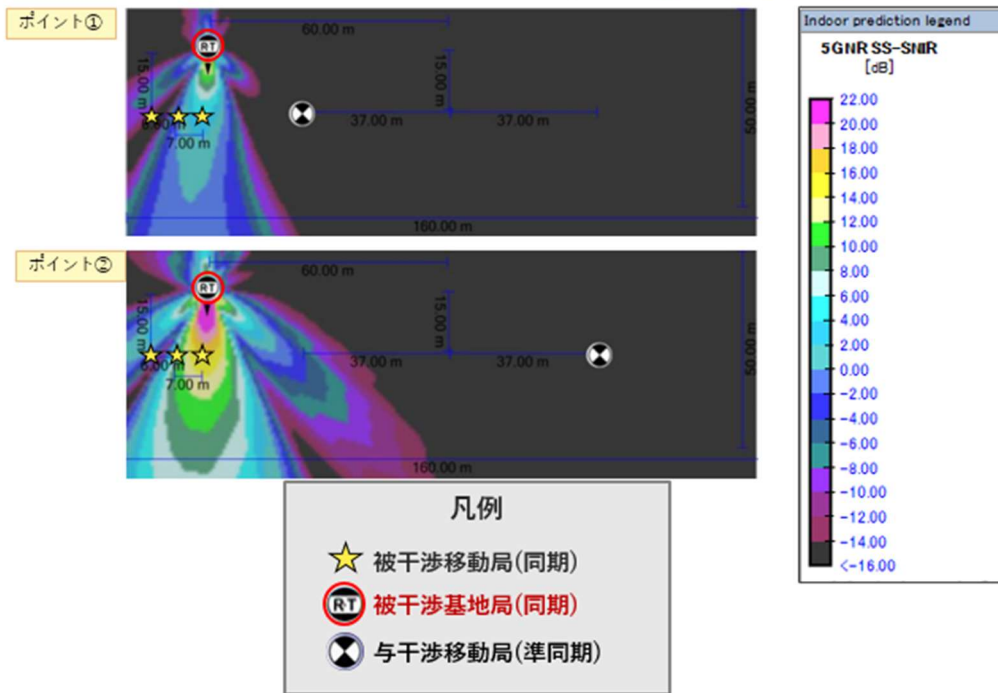 ポイント①
60.00 m
15.00 m
15.00 m
37.00 m
37.00 m
7.00 m
50.00 m
160.00 m
ポイント②
60.00 m
15.00 m
15.00 m
37.00 m
37.00 m
7.00 m
50.00 m
160.00 m
凡例
被干渉移動局(同期)
RT 被干渉基地局(同期)
与干渉移動局(準同期)
Indoor prediction legend
5GNR SS-SNIR
[dB]
22.00
20.00
18.00
16.00
14.00
12.00
10.00
8.00
6.00
4.00
2.00
0.00
-2.00
-4.00
-6.00
-8.00
-10.00
-12.00
-14.00
<-16.00